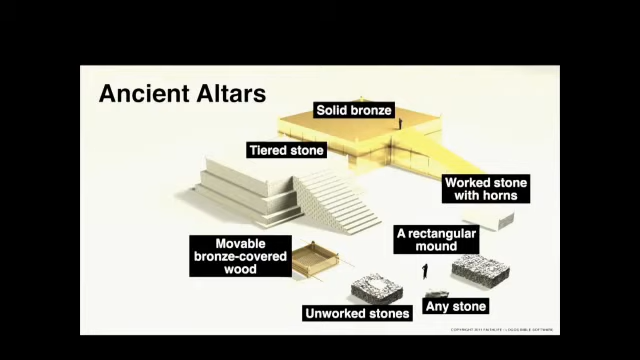 Ancient Altars
Solid bronze
Tiered stone
Worked stone
with horns
A rectangular
mound
Movable
bronze-covered
wood
Any stone
Unworked stones